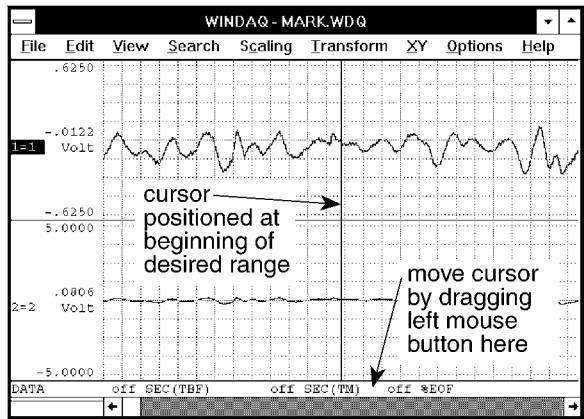 WINDAQ - MARK.WDQ
File Edit View Search Scaling Transform XY Options Help
.6250
-.0122
1=1 Volt
cursor
positioned at
beginning of
desired range
-.6250
5.0000
move cursor
by dragging
left mouse
button here
.0806
2=2 Volt
-5.0000
DATA off SEC(TBF) off SEC(TM) off %EOF